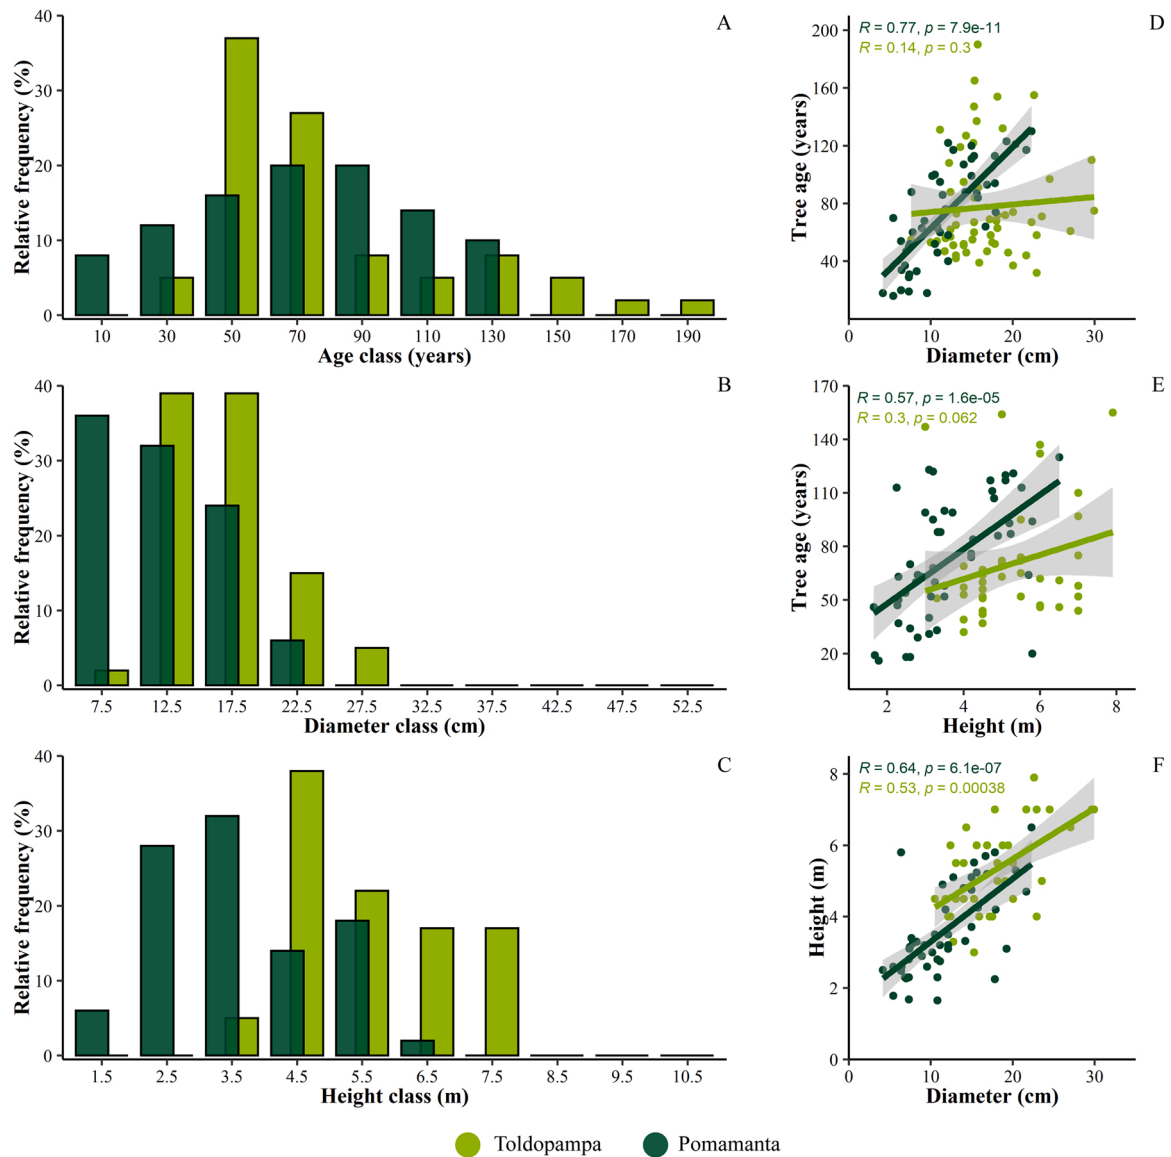 A
Relative frequency (%)
40
30
20
10
0
10 30 50 70 90 110 130 150 170 190
Age class (years)
D
R = 0.77, p = 7.9e-11
R = 0.14, p = 0.3
Tree age (years)
200
160
120
80
40
0 10 20 30
Diameter (cm)
B
Relative frequency (%)
40
30
20
10
0
7.5 12.5 17.5 22.5 27.5 32.5 37.5 42.5 47.5 52.5
Diameter class (cm)
E
R = 0.57, p = 1.6e-05
R = 0.3, p = 0.062
Tree age (years)
170
140
110
80
50
20
2 4 6 8
Height (m)
C
Relative frequency (%)
40
30
20
10
0
1.5 2.5 3.5 4.5 5.5 6.5 7.5 8.5 9.5 10.5
Height class (m)
F
R = 0.64, p = 6.1e-07
R = 0.53, p = 0.00038
Height (m)
8
6
4
2
0
0 10 20 30
Diameter (cm)
Toldopampa Pomamanta